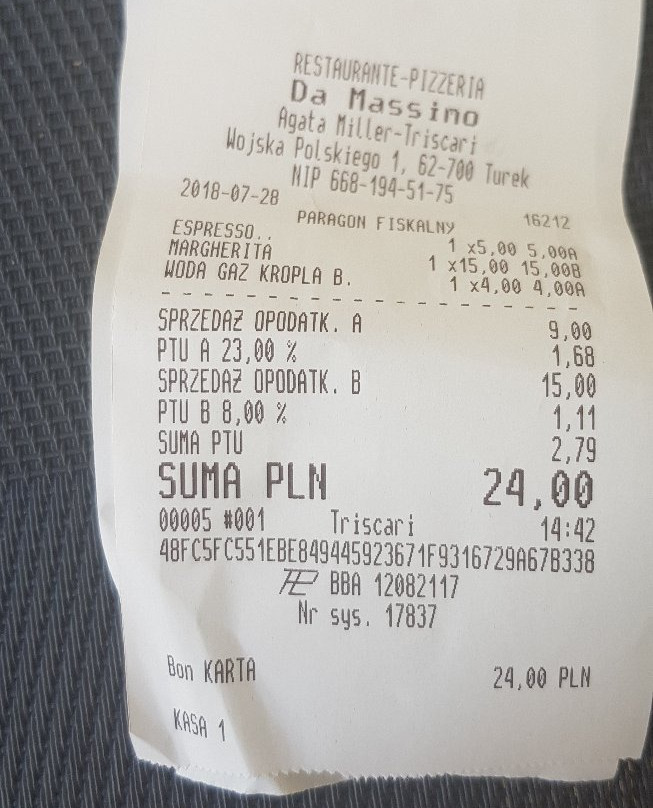 RESTAURANTE-PIZZERIA
Da Massino
Agata Miller-Triscari
Wojska Polskiego 1, 62-700 Turek
NIP 668-194-51-75
2018-07-28 16212
PARAGON FISKALNY
ESPRESSO.. 1 x5,00 5,00A
MARGHERITA 1 x15,00 15,00B
WODA GAZ KROPLA B. 1 x4,00 4,00A
SPRZEDAŻ OPODATK. A 9,00
PTU A 23,00 % 1,68
SPRZEDAŻ OPODATK. B 15,00
PTU B 8,00 % 1,11
SUMA PTU 2,79
SUMA PLN 24,00
00005 #001 Triscari 14:42
48FC5FC551EBE849445923671F9316729A67B338
BBA 12082117
Nr sys. 17837
Bon KARTA 24,00 PLN
KASA 1